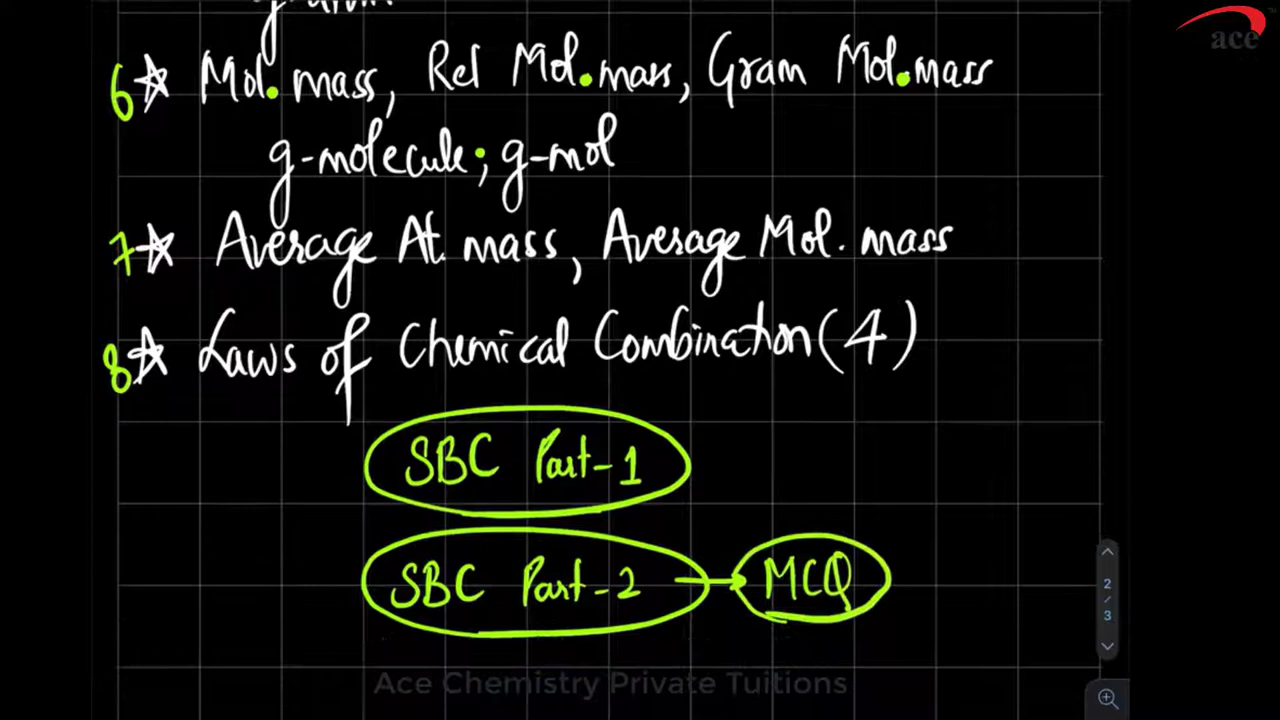 ace
6☆ Mol. mass, Rel Mol. mass, Gram Mol. mass
g-molecule; g-mol
7☆ Average At. mass, Average Mol. mass
8☆ Laws of Chemical Combination (4)
SBC Part-1
SBC Part-2 → MCQ
2
/
3
Ace Chemistry Private Tuitions